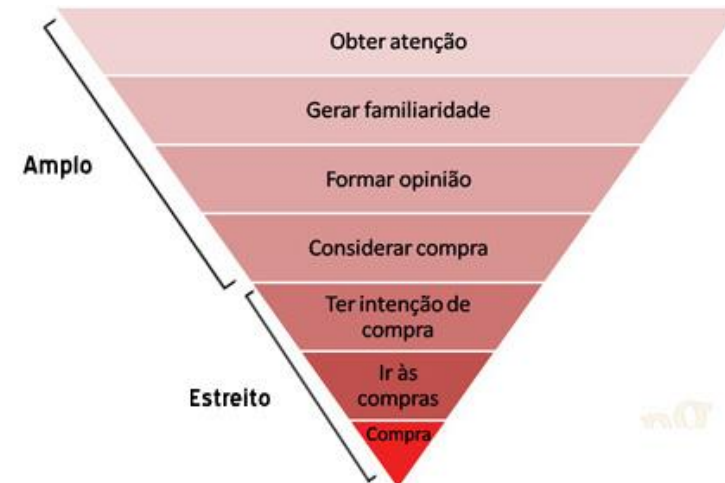 Obter atenção
Gerar familiaridade
Amplo
Formar opinião
Considerar compra
Ter intenção de
compra
Ir às
compras
Estreito
Compra